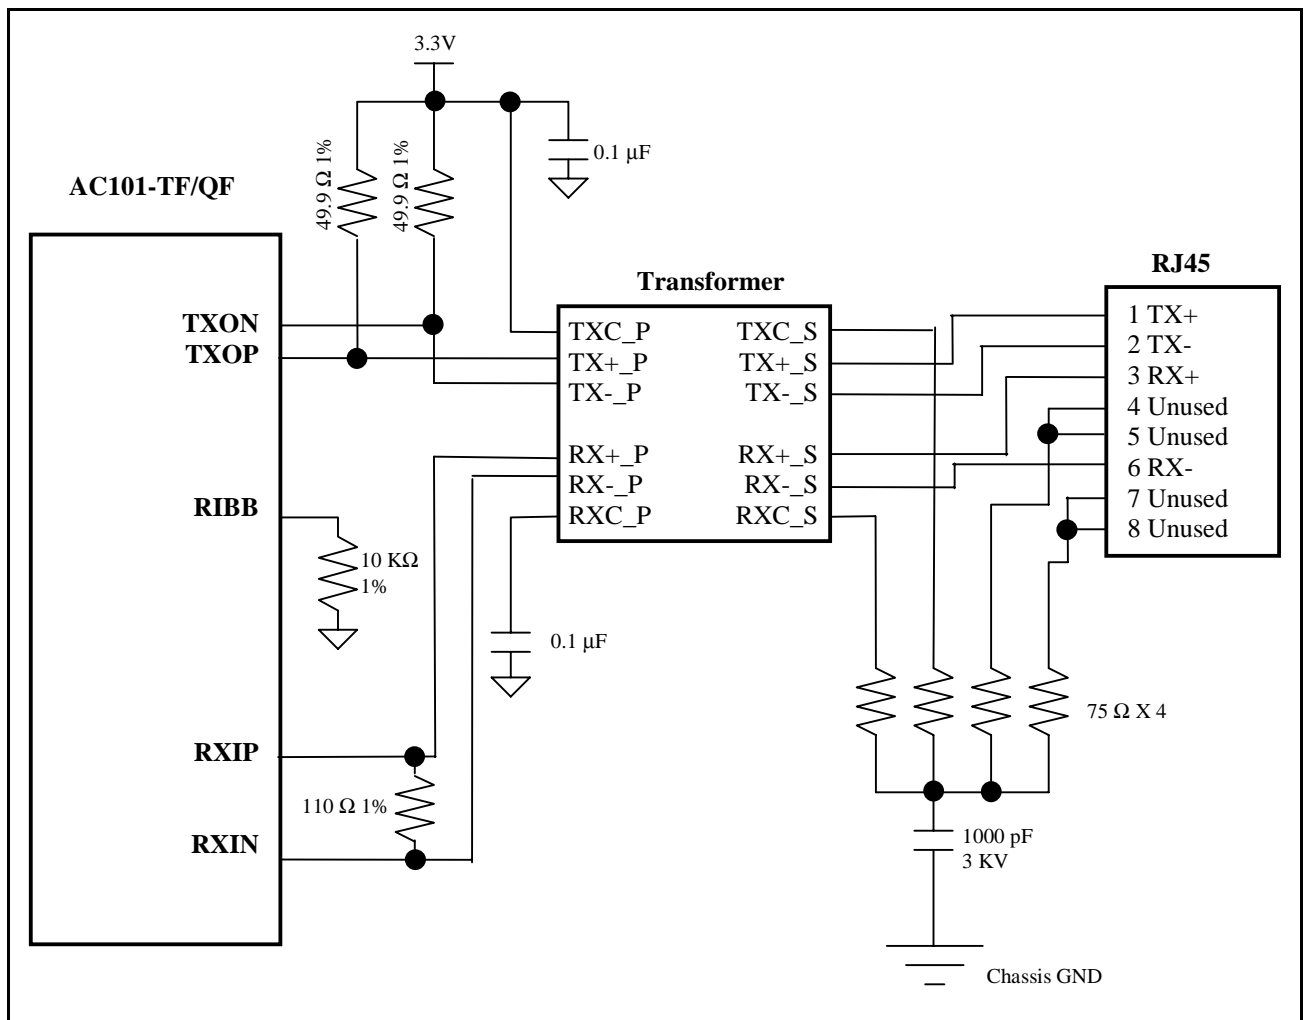 3.3V
0.1 µF
49.9 Ω 1%
49.9 Ω 1%
AC101-TF/QF
TXON
TXOP
RIBB
10 KΩ
1%
RXIP
110 Ω 1%
RXIN
0.1 µF
Transformer
TXC_P
TX+_P
TX-_P
RX+_P
RX-_P
RXC_P
TXC_S
TX+_S
TX-_S
RX+_S
RX-_S
RXC_S
RJ45
1 TX+
2 TX-
3 RX+
4 Unused
5 Unused
6 RX-
7 Unused
8 Unused
75 Ω X 4
1000 pF
3 KV
Chassis GND